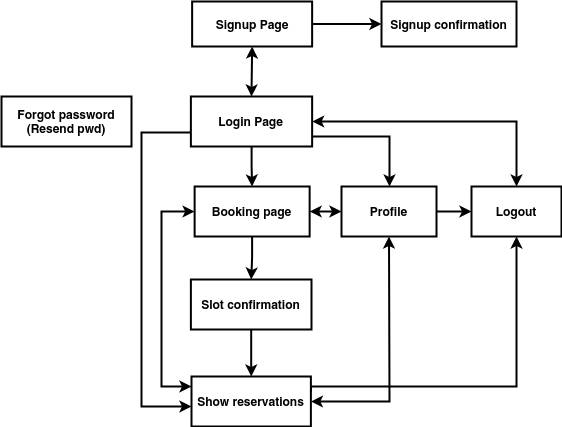 Signup Page
Signup confirmation
Forgot password
(Resend pwd)
Login Page
Booking page
Profile
Logout
Slot confirmation
Show reservations